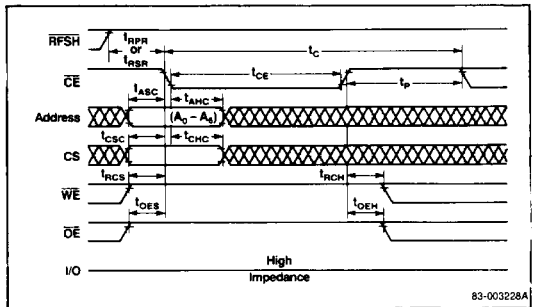 RFSH
tRPR
or
tRSR
tC
CE
tCE
tP
tASC
tAHC
Address
(A0 – A6)
tCSC
tCHC
CS
tRCS
tRCH
WE
tOES
tOEH
OE
I/O
High
Impedance
83-003228A